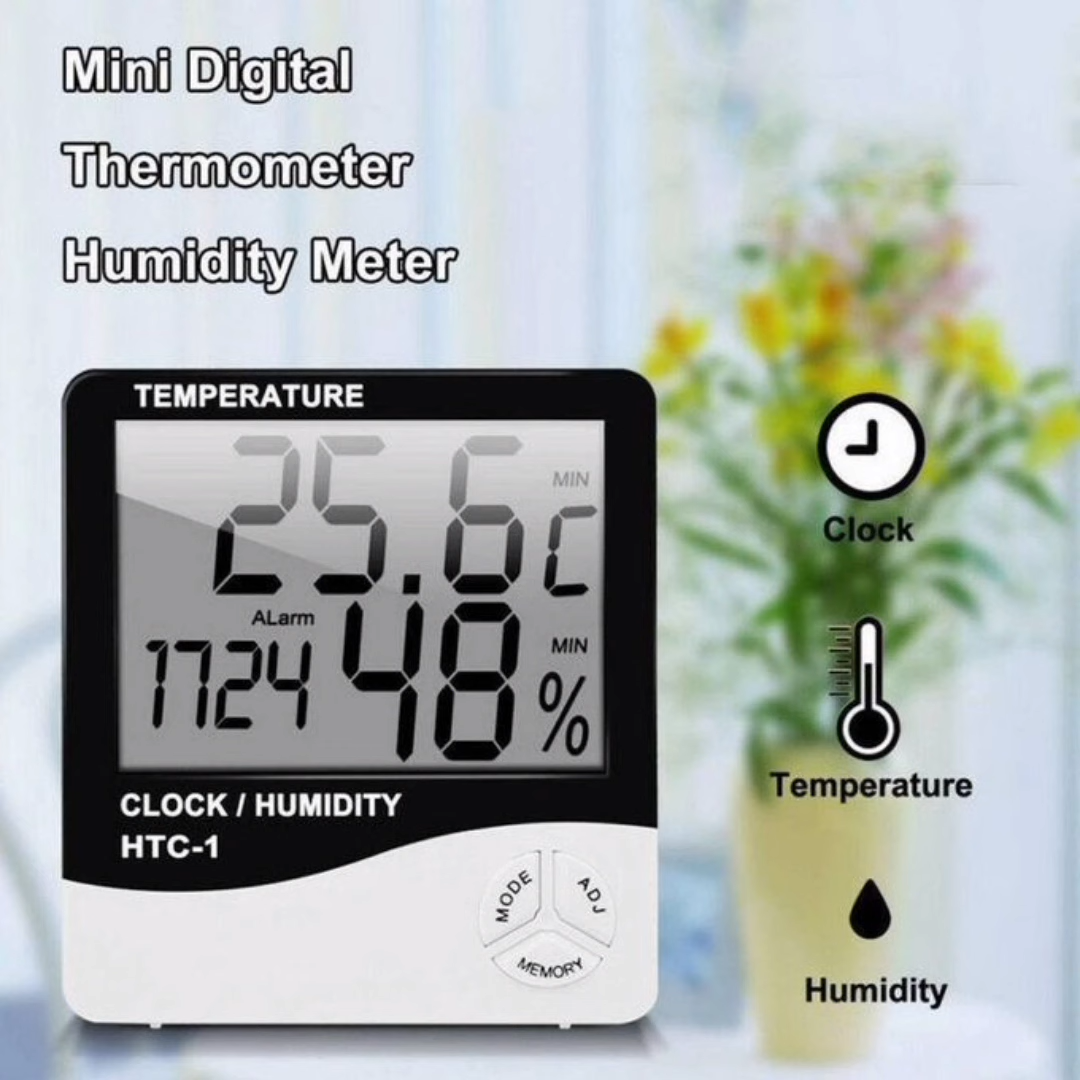 Mini Digital
Thermometer
Humidity Meter
TEMPERATURE
25.6
MIN
C
ALarm
1724
48
MIN
%
CLOCK / HUMIDITY
HTC-1
MODE
ADJ
MEMORY
Clock
Temperature
Humidity